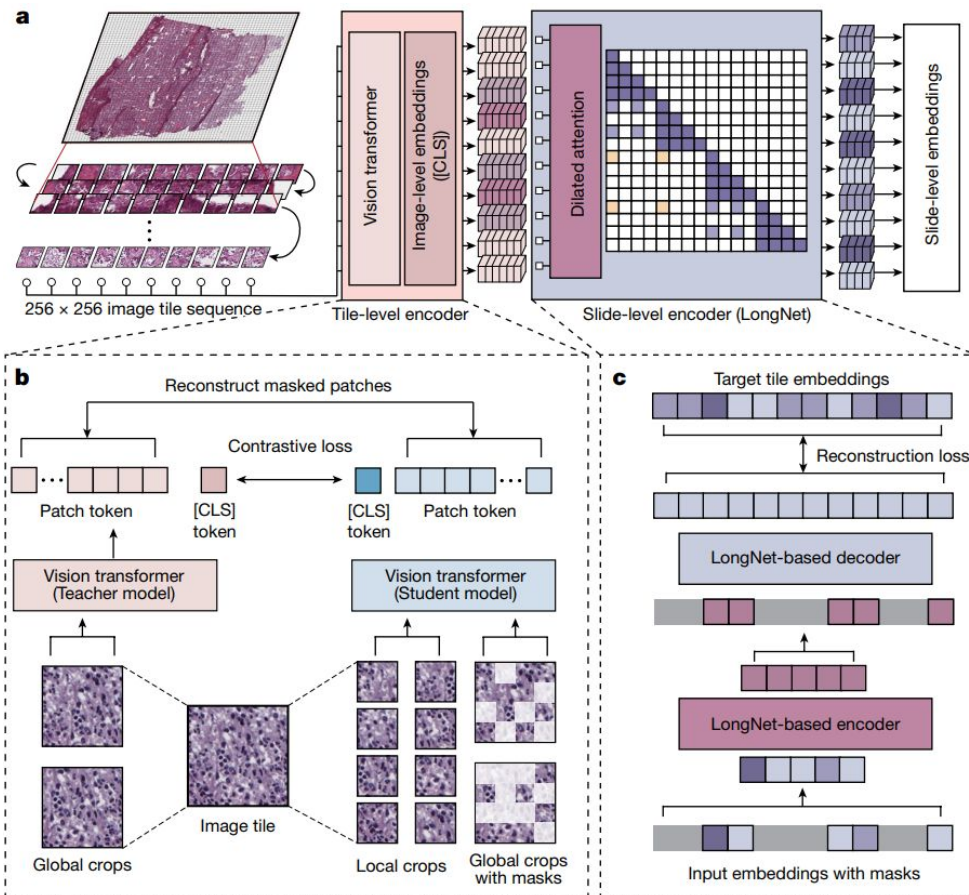 a
Vision transformer
Image-level embeddings
([CLS])
Dilated attention
Slide-level embeddings
256 × 256 image tile sequence
Tile-level encoder
Slide-level encoder (LongNet)
b
Reconstruct masked patches
Contrastive loss
Patch token
[CLS]
token
[CLS]
token
Patch token
Vision transformer
(Teacher model)
Vision transformer
(Student model)
Image tile
Global crops
Local crops
Global crops
with masks
c
Target tile embeddings
Reconstruction loss
LongNet-based decoder
LongNet-based encoder
Input embeddings with masks